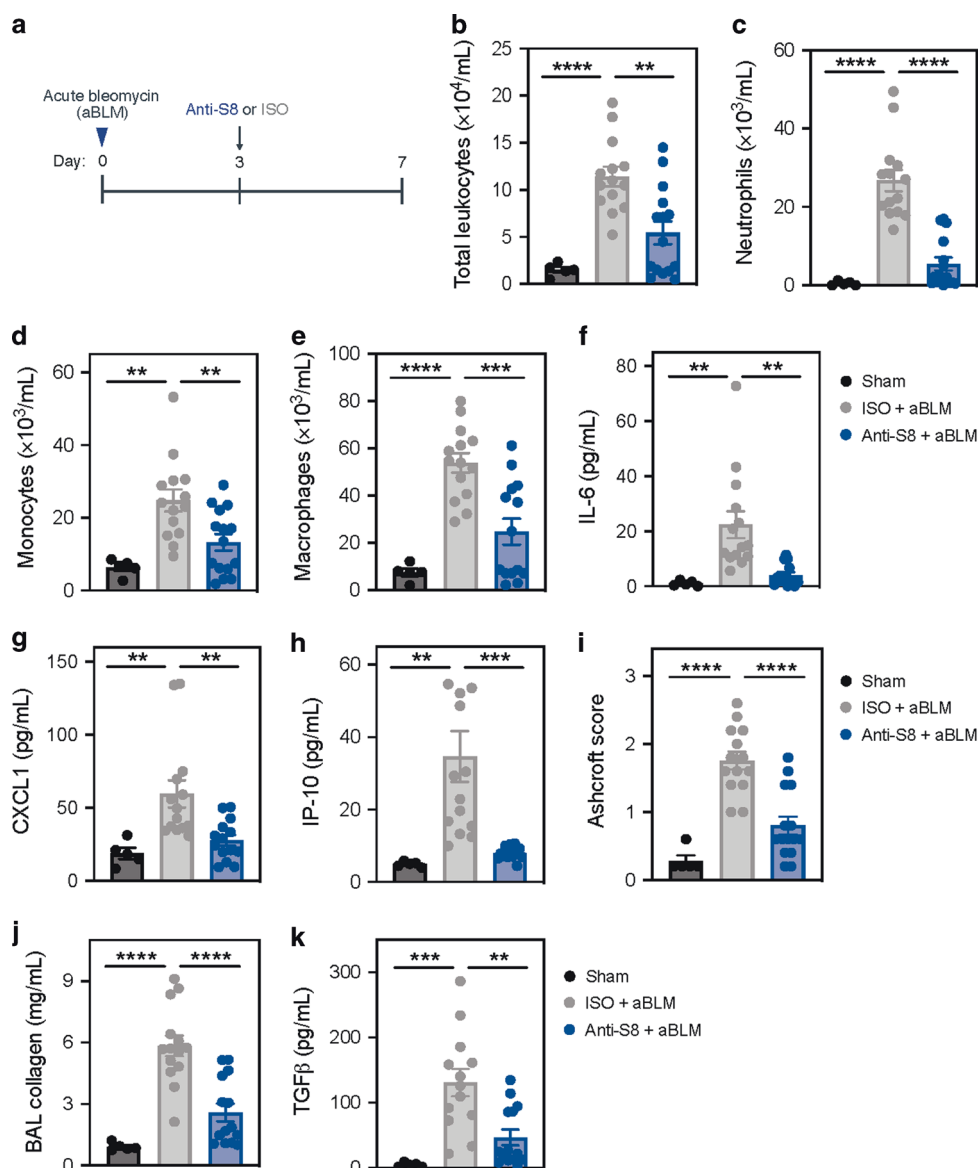 a
Acute bleomycin
(aBLM)
Anti-S8 or ISO
Day: 0 3 7
b
Total leukocytes (×10⁴/mL)
25
20
15
10
5
0
**** **
c
Neutrophils (×10³/mL)
60
40
20
0
**** ****
d
Monocytes (×10³/mL)
60
40
20
0
** **
e
Macrophages (×10³/mL)
100
80
60
40
20
0
**** ***
f
IL-6 (pg/mL)
80
60
40
20
0
** **
Sham
ISO + aBLM
Anti-S8 + aBLM
g
CXCL1 (pg/mL)
150
100
50
0
** **
h
IP-10 (pg/mL)
60
40
20
0
** ***
i
Ashcroft score
3
2
1
0
**** ****
Sham
ISO + aBLM
Anti-S8 + aBLM
j
BAL collagen (mg/mL)
9
6
3
0
**** ****
k
TGFβ (pg/mL)
300
200
100
0
*** **
Sham
ISO + aBLM
Anti-S8 + aBLM